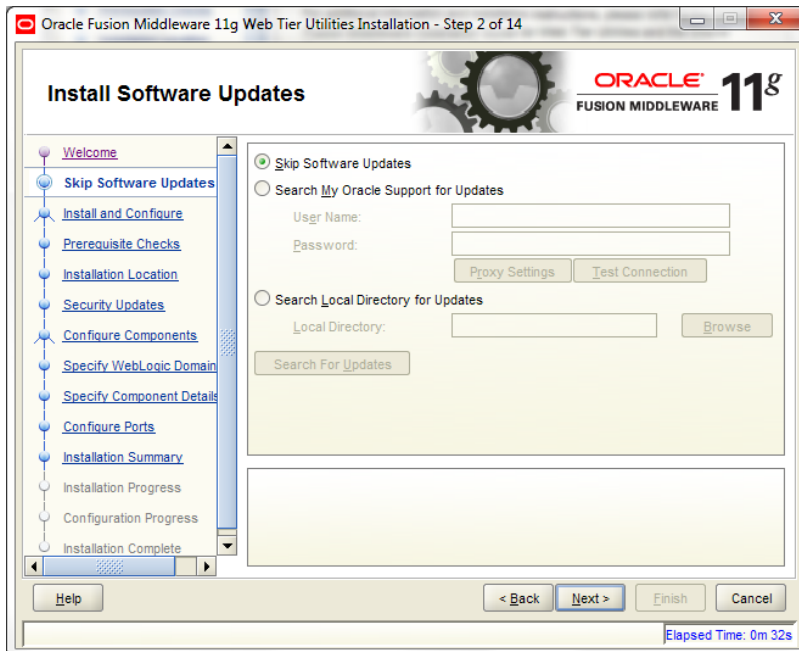 Oracle Fusion Middleware 11g Web Tier Utilities Installation - Step 2 of 14
Install Software Updates
ORACLE
FUSION MIDDLEWARE 11g
Welcome
Skip Software Updates
Install and Configure
Prerequisite Checks
Installation Location
Security Updates
Configure Components
Specify WebLogic Domain
Specify Component Details
Configure Ports
Installation Summary
Installation Progress
Configuration Progress
Installation Complete
Skip Software Updates
Search My Oracle Support for Updates
User Name:
Password:
Proxy Settings Test Connection
Search Local Directory for Updates
Local Directory: Browse
Search For Updates
Help < Back Next > Finish Cancel
Elapsed Time: 0m 32s